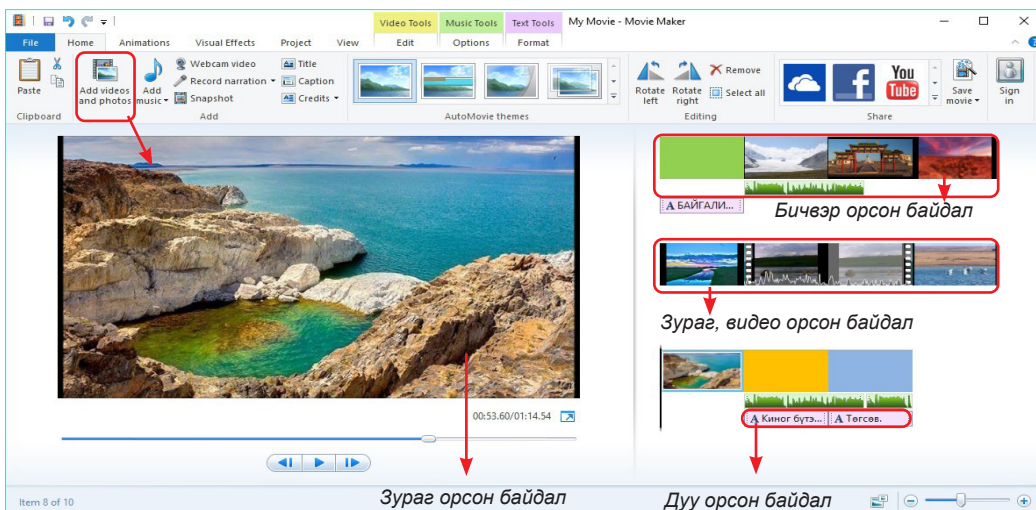 Video Tools Music Tools Text Tools My Movie - Movie Maker
File Home Animations Visual Effects Project View Edit Options Format
Paste
Clipboard
Add videos and photos
Add music
Webcam video
Record narration
Snapshot
Title
Caption
Credits
Add
AutoMovie themes
Rotate left
Rotate right
Remove
Select all
Editing
f
You Tube
Share
Save movie
Sign in
A БАЙГАЛИ...
Бичвэр орсон байдал
Зураг, видео орсон байдал
00:53.60/01:14.54
A Киног бүтэ... A Төгсөв.
Item 8 of 10
Зураг орсон байдал
Дуу орсон байдал